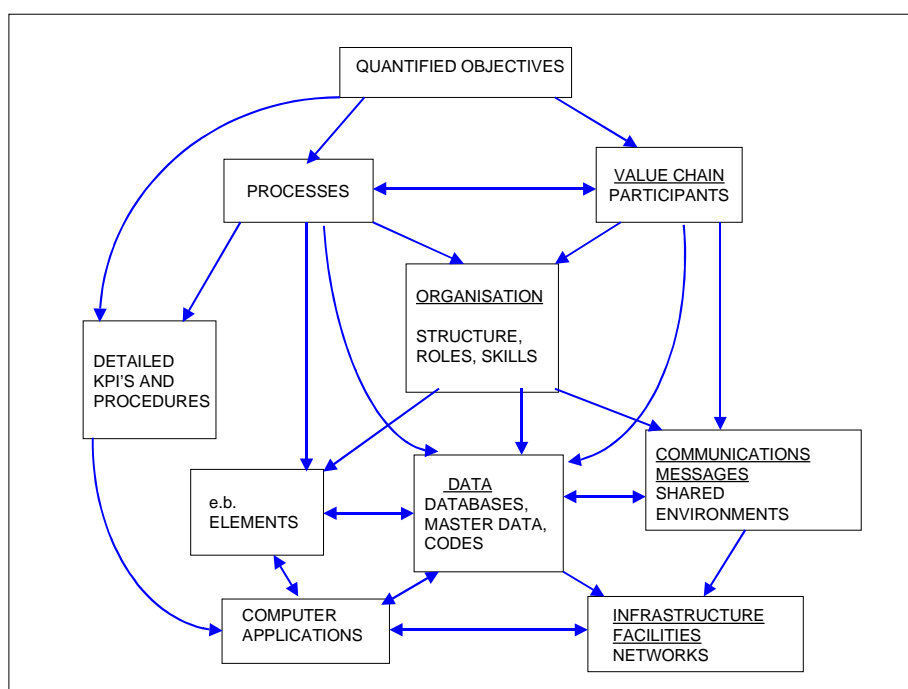 QUANTIFIED OBJECTIVES
PROCESSES
VALUE CHAIN
PARTICIPANTS
ORGANISATION
STRUCTURE,
ROLES, SKILLS
DETAILED
KPI'S AND
PROCEDURES
e.b.
ELEMENTS
DATA
DATABASES,
MASTER DATA,
CODES
COMMUNICATIONS
MESSAGES
SHARED
ENVIRONMENTS
COMPUTER
APPLICATIONS
INFRASTRUCTURE
FACILITIES
NETWORKS